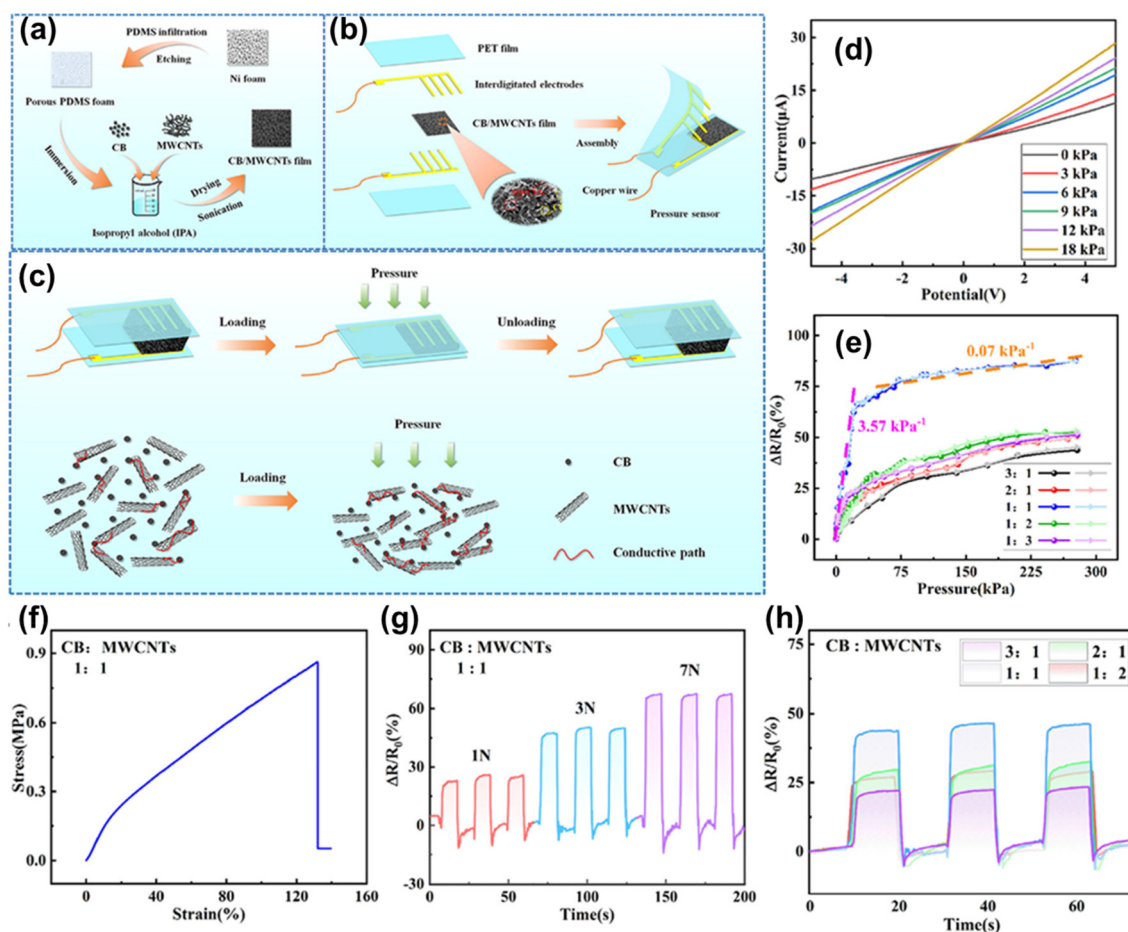 (a)
PDMS infiltration
Etching
Ni foam
Porous PDMS foam
CB
MWCNTs
CB/MWCNTs film
Immersion
Drying
Sonication
Isopropyl alcohol (IPA)
(b)
PET film
Interdigitated electrodes
CB/MWCNTs film
Assembly
Copper wire
Pressure sensor
(c)
Pressure
Loading
Unloading
Pressure
Loading
CB
MWCNTs
Conductive path
(d)
Current(μA)
30
15
0
-15
-30
0 kPa
3 kPa
6 kPa
9 kPa
12 kPa
18 kPa
-4 -2 0 2 4
Potential(V)
(e)
ΔR/R₀(%)
100
75
50
25
0
0.07 kPa⁻¹
3.57 kPa⁻¹
3：1
2：1
1：1
1：2
1：3
0 75 150 225 300
Pressure(kPa)
(f)
CB：MWCNTs
1：1
Stress(MPa)
0.9
0.6
0.3
0.0
0 40 80 120 160
Strain(%)
(g)
CB : MWCNTs
1 : 1
ΔR/R₀(%)
90
60
30
0
-30
1N
3N
7N
0 50 100 150 200
Time(s)
(h)
CB : MWCNTs
3：1 2：1
1：1 1：2
ΔR/R₀(%)
75
50
25
0
0 20 40 60
Time(s)